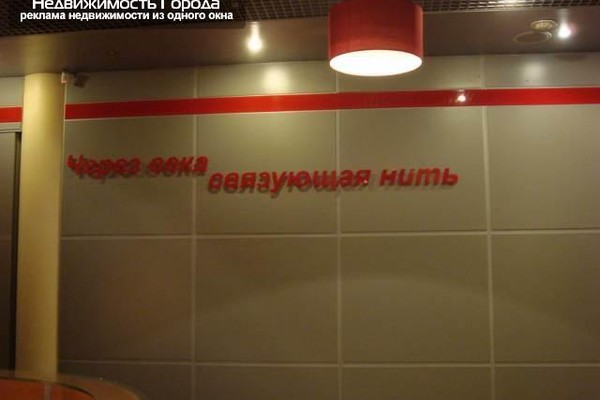 Недвижимость Города
реклама недвижимости из одного окна
Через века
связующая нить